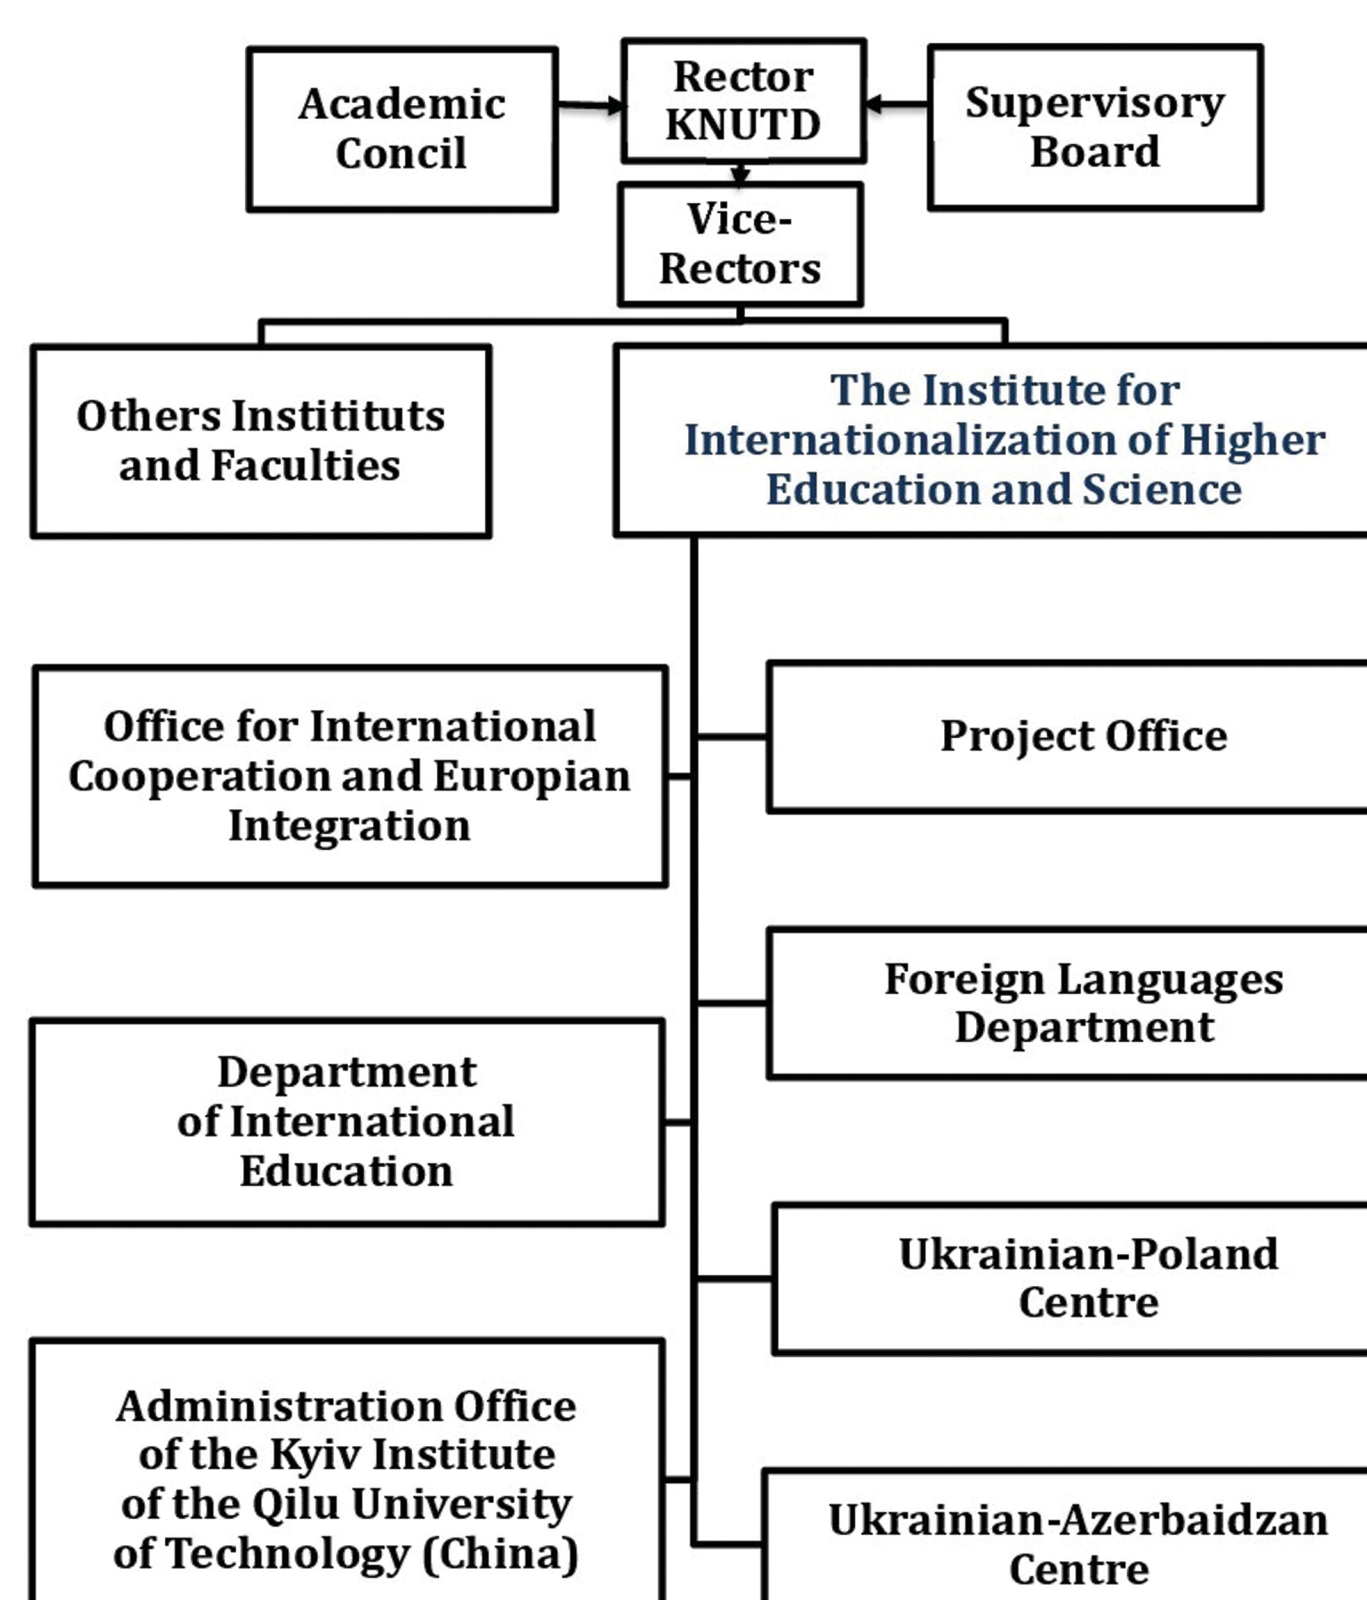 Academic
Concil
Rector
KNUTD
Supervisory
Board
Vice-
Rectors
Others Instítituts
and Faculties
The Institute for
Internationalization of Higher
Education and Science
Office for International
Cooperation and Europian
Integration
Project Office
Foreign Languages
Department
Department
of International
Education
Ukrainian-Poland
Centre
Administration Office
of the Kyiv Institute
of the Qilu University
of Technology (China)
Ukrainian-Azerbaidzan
Centre